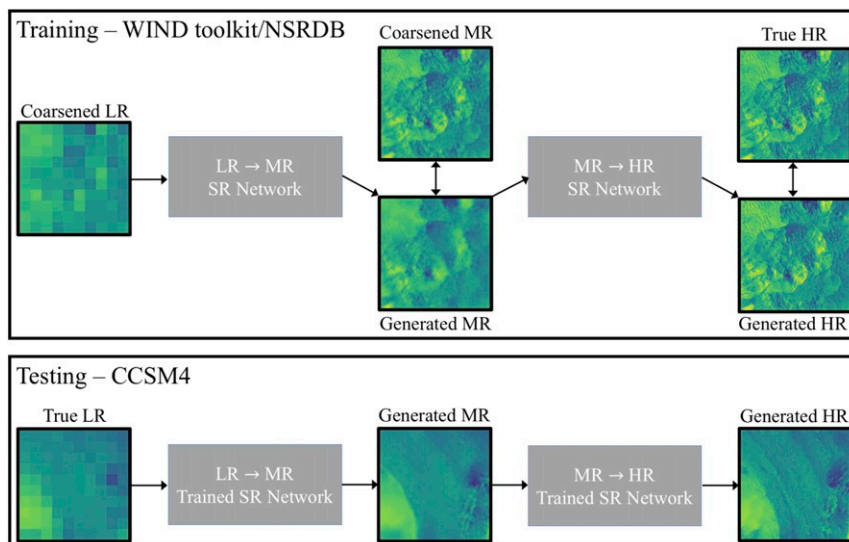 Training – WIND toolkit/NSRDB
Coarsened MR
True HR
Coarsened LR
LR → MR
SR Network
MR → HR
SR Network
Generated MR
Generated HR
Testing – CCSM4
True LR
Generated MR
Generated HR
LR → MR
Trained SR Network
MR → HR
Trained SR Network